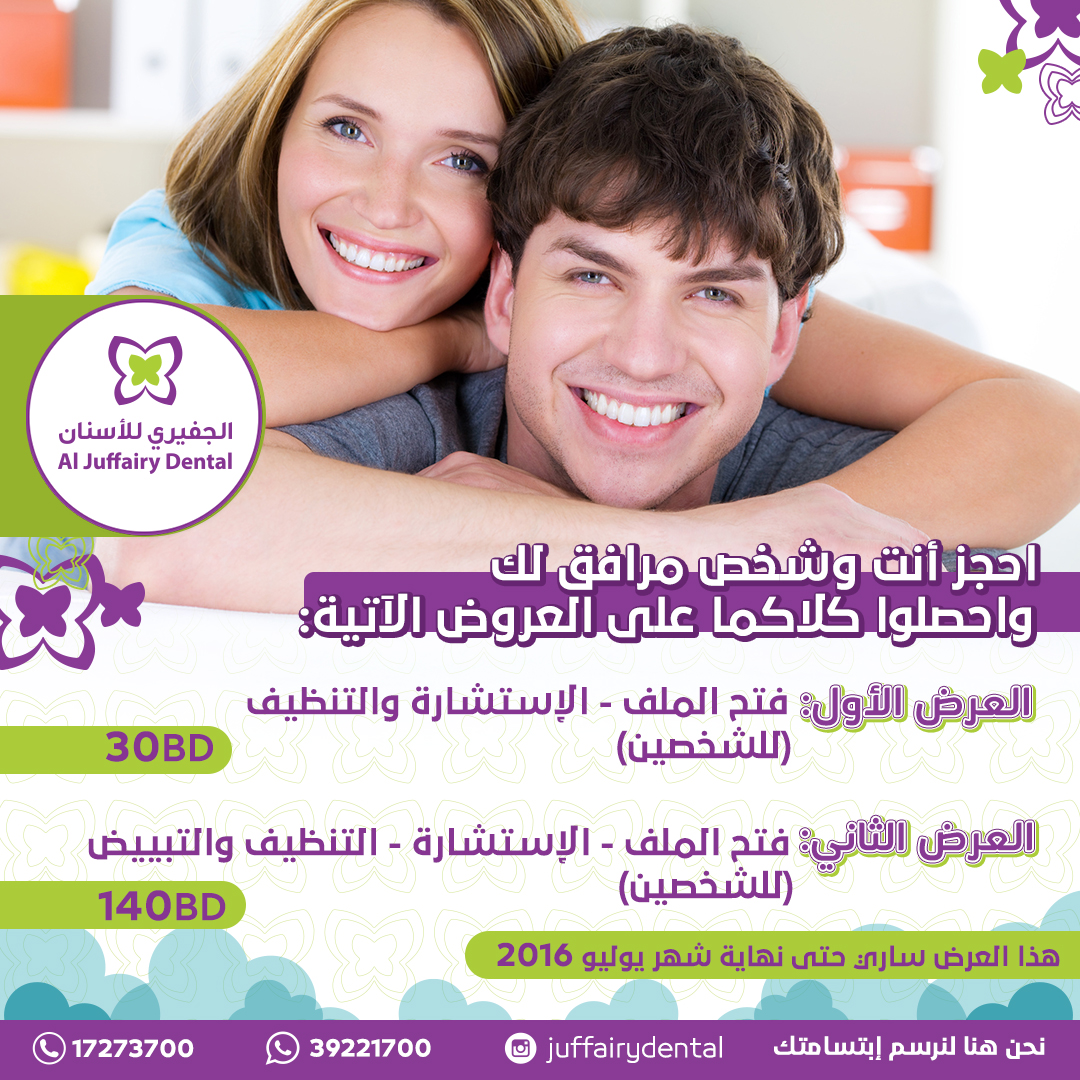 الجفيري للأسنان
Al Juffairy Dental
احجز أنت وشخص مرافق لك
واحصلوا كلاكما على العروض الآتية:
العرض الأول: فتح الملف - الإستشارة والتنظيف
(للشخصين)
30BD
العرض الثاني: فتح الملف - الإستشارة - التنظيف والتبييض
(للشخصين)
140BD
هذا العرض ساري حتى نهاية شهر يوليو 2016
نحن هنا لنرسم إبتسامتك juffairydental 39221700 17273700